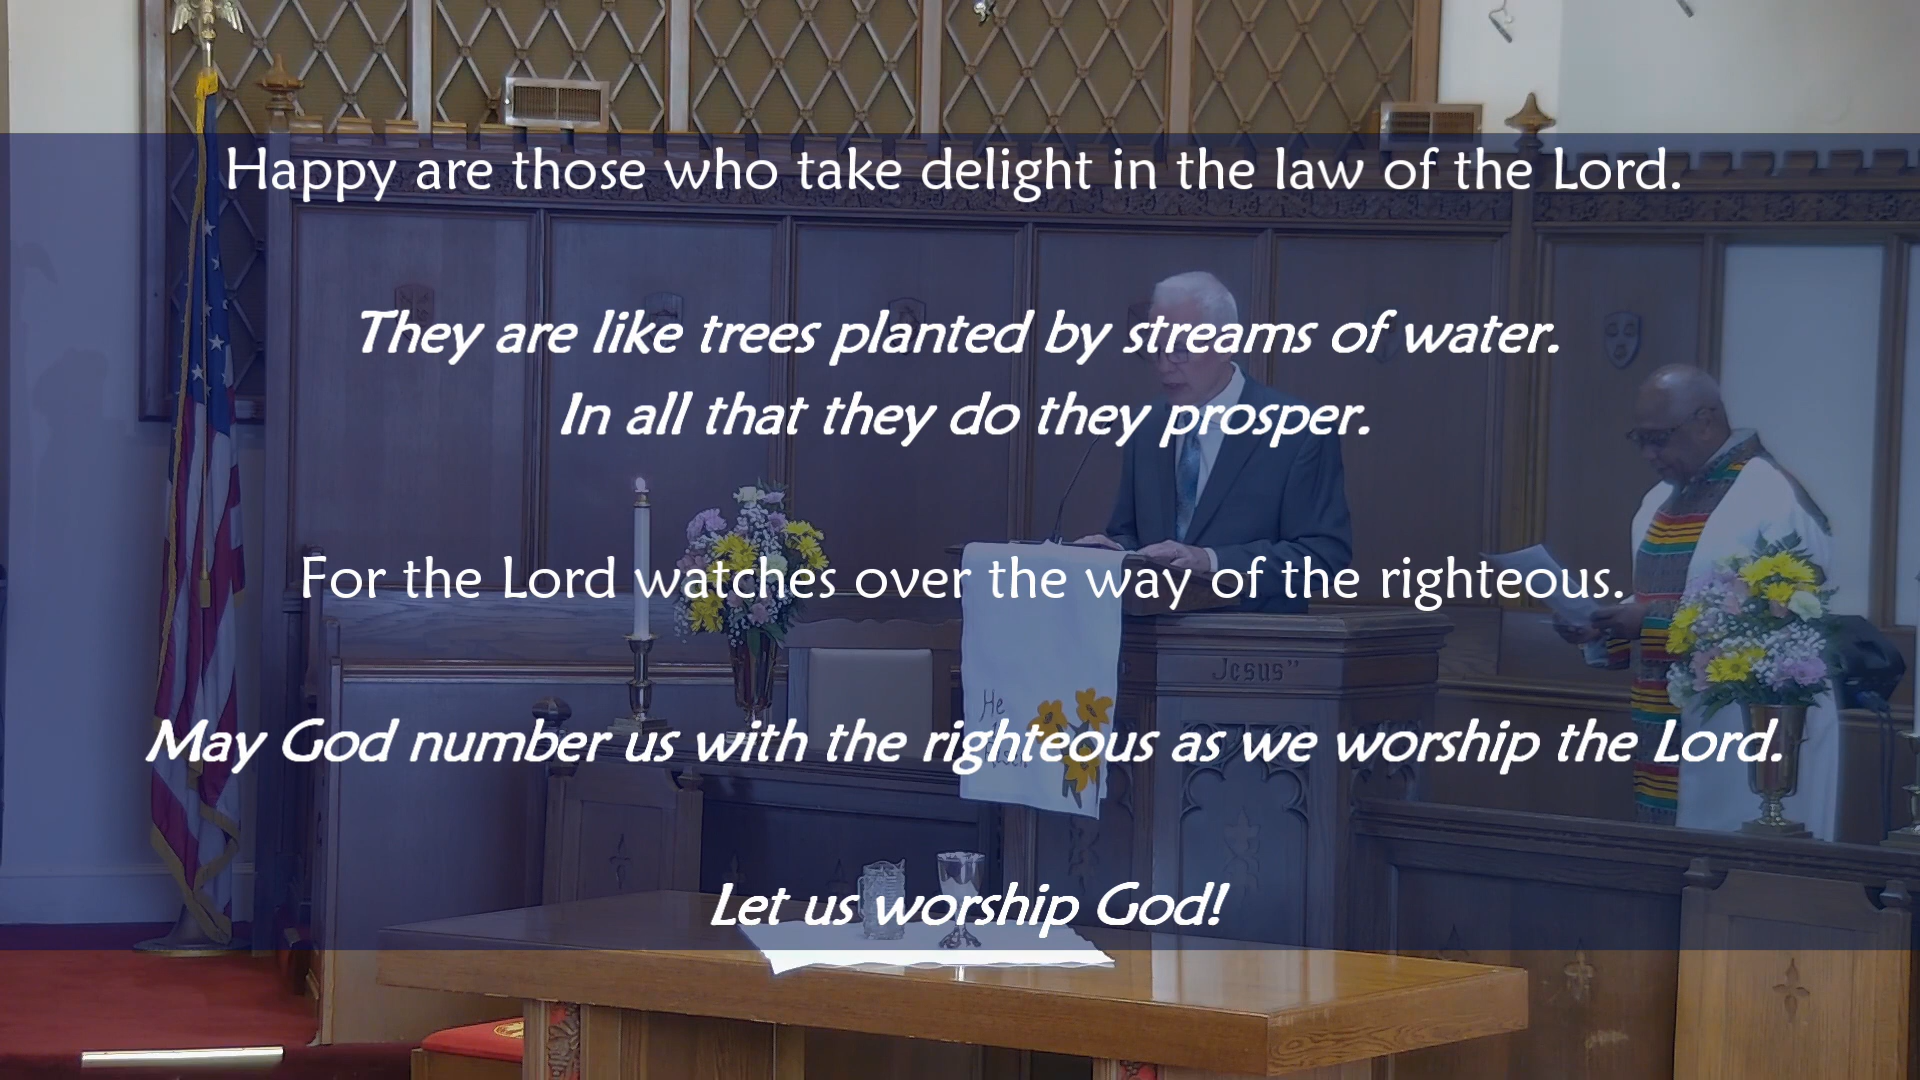 Happy are those who take delight in the law of the Lord.
They are like trees planted by streams of water.
In all that they do they prosper.
For the Lord watches over the way of the righteous.
May God number us with the righteous as we worship the Lord.
Let us worship God!
Jesus"
He